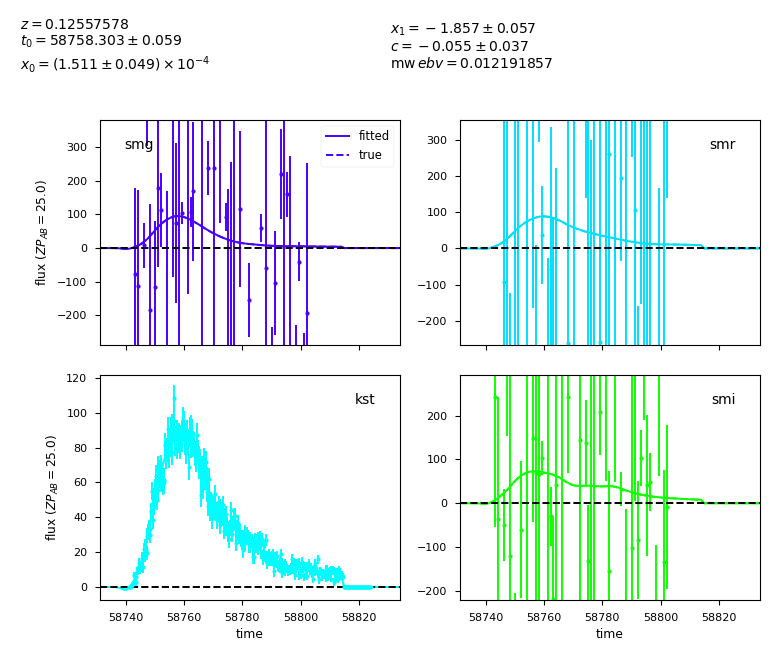 z = 0.12557578
t₀ = 58758.303 ± 0.059
x₀ = (1.511 ± 0.049) × 10⁻⁴
x₁ = −1.857 ± 0.057
c = −0.055 ± 0.037
mw ebv = 0.012191857
smg
fitted
true
300
200
100
0
−100
−200
flux (ZP_AB = 25.0)
smr
300
200
100
0
−100
−200
kst
120
100
80
60
40
20
0
flux (ZP_AB = 25.0)
58740 58760 58780 58800 58820
time
smi
200
100
0
−100
−200
58740 58760 58780 58800 58820
time